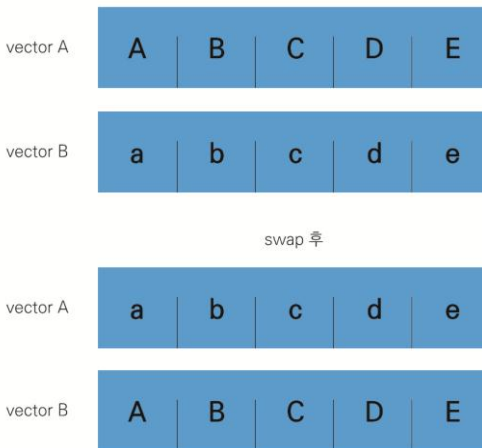 vector A A B C D E
vector B a b c d e
swap 후
vector A a b c d e
vector B A B C D E